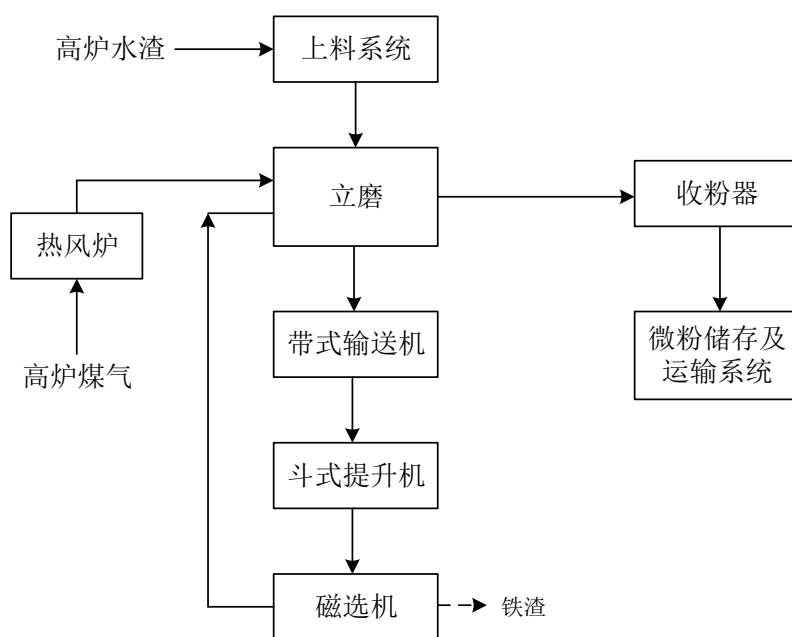 高炉水渣
上料系统
立磨
收粉器
热风炉
高炉煤气
带式输送机
微粉储存及
运输系统
斗式提升机
磁选机
铁渣